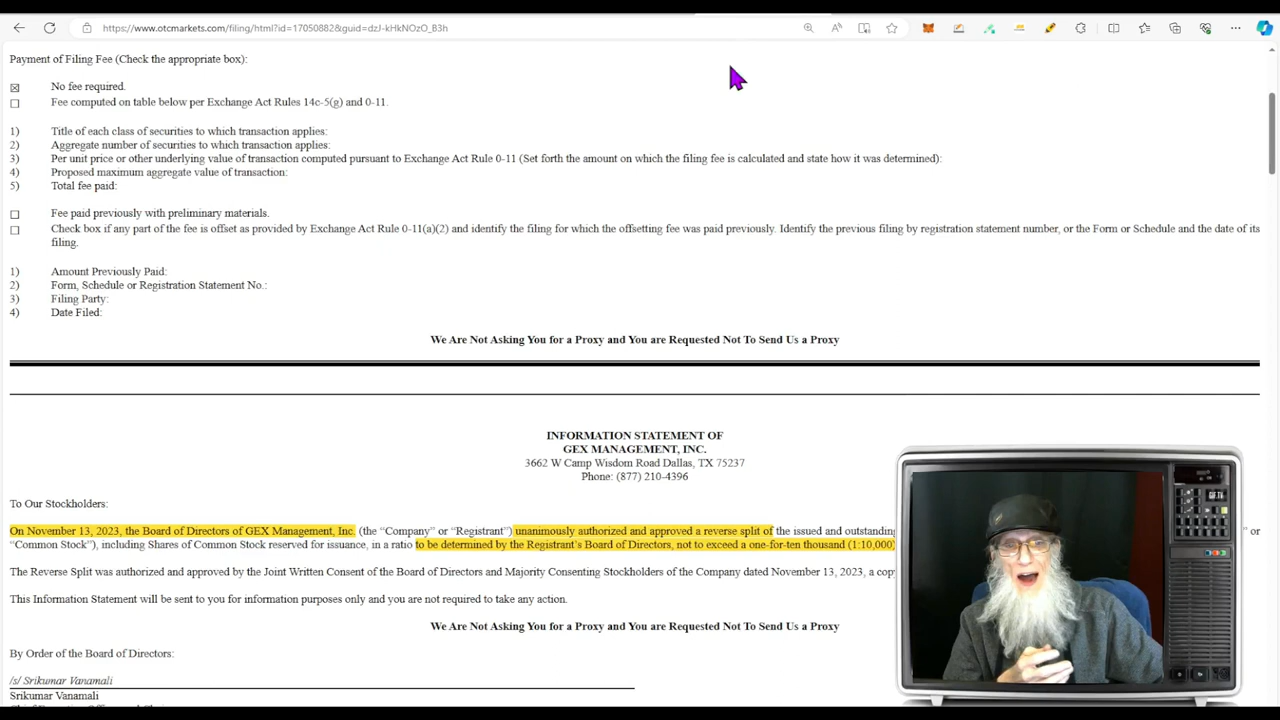 https://www.otcmarkets.com/filing/html?id=17050882&guid=dzJ-kHkNOzO_B3h
Payment of Filing Fee (Check the appropriate box):
☒ No fee required.
☐ Fee computed on table below per Exchange Act Rules 14c-5(g) and 0-11.
1) Title of each class of securities to which transaction applies:
2) Aggregate number of securities to which transaction applies:
3) Per unit price or other underlying value of transaction computed pursuant to Exchange Act Rule 0-11 (Set forth the amount on which the filing fee is calculated and state how it was determined):
4) Proposed maximum aggregate value of transaction:
5) Total fee paid:
☐ Fee paid previously with preliminary materials.
☐ Check box if any part of the fee is offset as provided by Exchange Act Rule 0-11(a)(2) and identify the filing for which the offsetting fee was paid previously. Identify the previous filing by registration statement number, or the Form or Schedule and the date of its
filing.
1) Amount Previously Paid:
2) Form, Schedule or Registration Statement No.:
3) Filing Party:
4) Date Filed:
We Are Not Asking You for a Proxy and You are Requested Not To Send Us a Proxy
INFORMATION STATEMENT OF
GEX MANAGEMENT, INC.
3662 W Camp Wisdom Road Dallas, TX 75237
Phone: (877) 210-4396
To Our Stockholders:
On November 13, 2023, the Board of Directors of GEX Management, Inc. (the “Company” or “Registrant”) unanimously authorized and approved a reverse split of the issued and outstanding ” or
“Common Stock”), including Shares of Common Stock reserved for issuance, in a ratio to be determined by the Registrant's Board of Directors, not to exceed a one-for-ten thousand (1:10,000)
The Reverse Split was authorized and approved by the Joint Written Consent of the Board of Directors and Majority Consenting Stockholders of the Company dated November 13, 2023, a cop
This Information Statement will be sent to you for information purposes only and you are not required to take any action.
We Are Not Asking You for a Proxy and You are Requested Not To Send Us a Proxy
By Order of the Board of Directors:
/s/ Srikumar Vanamali
Srikumar Vanamali